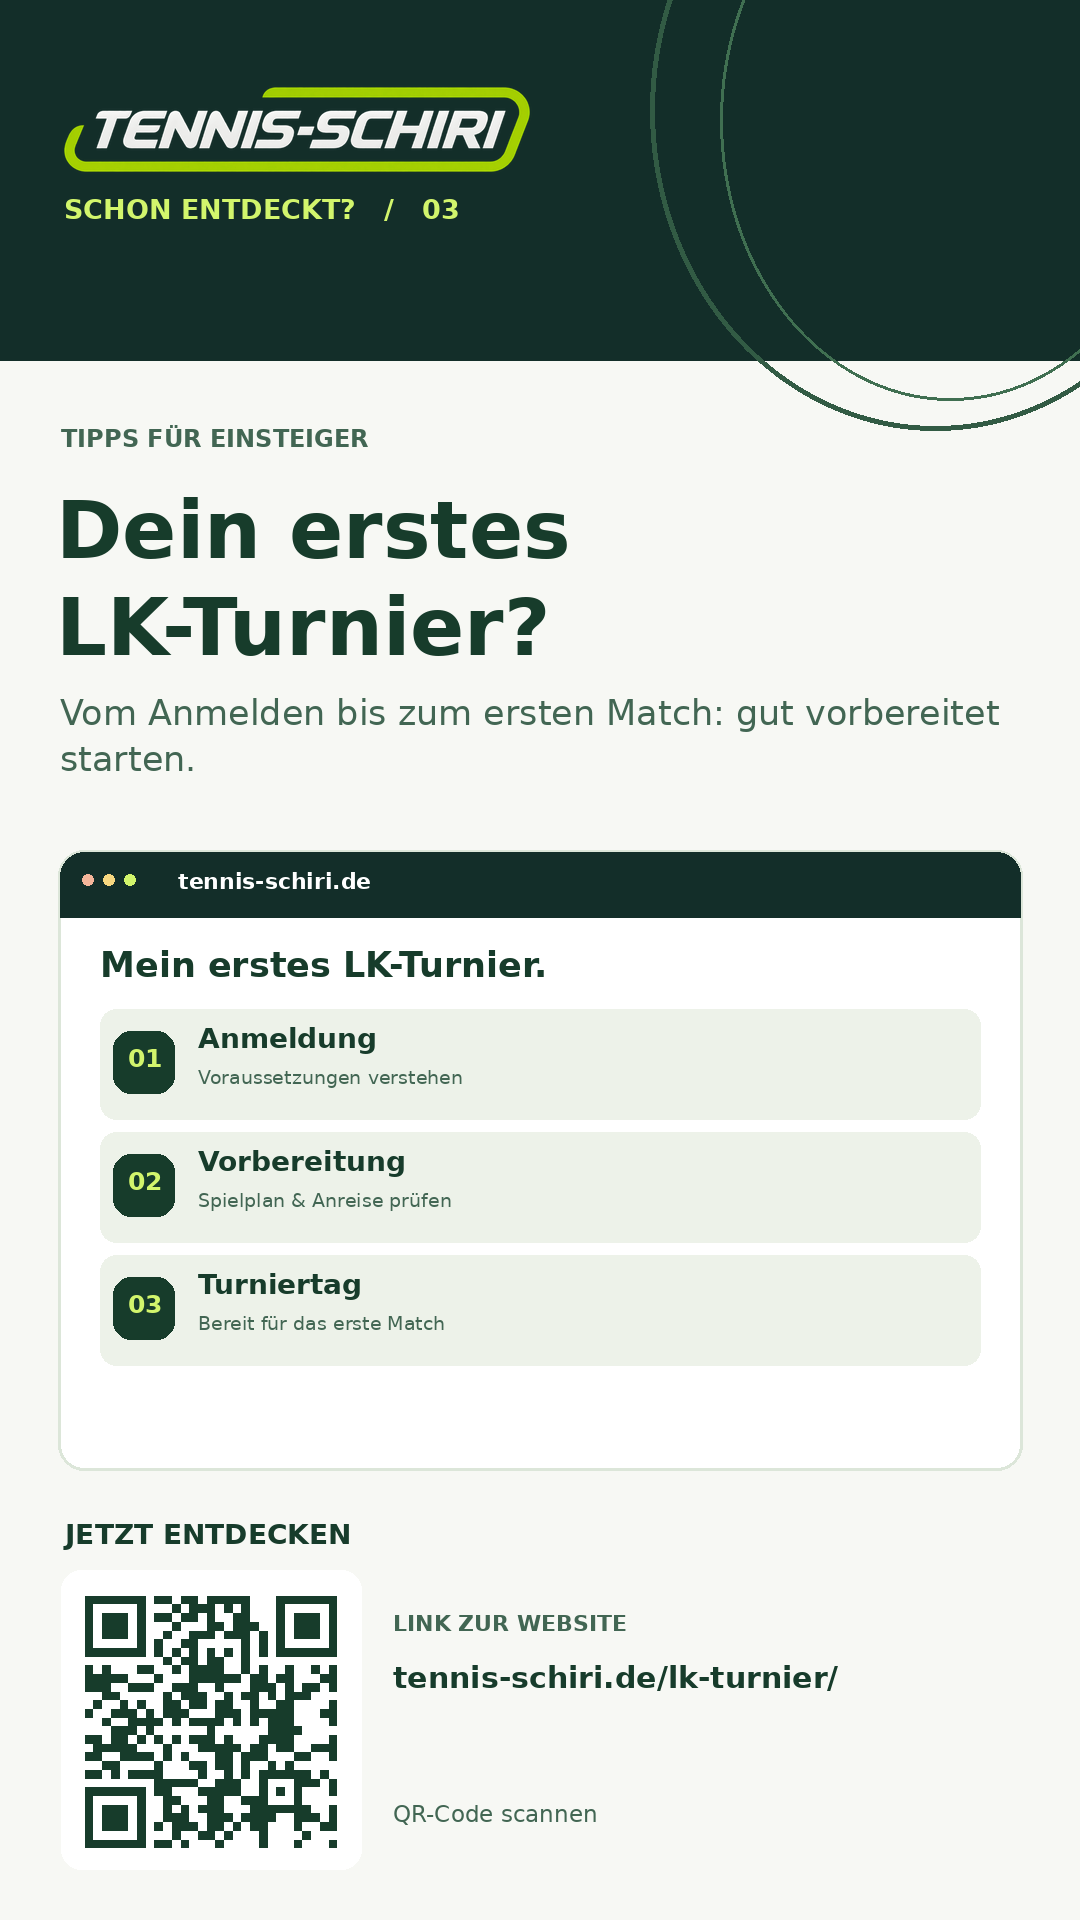 TENNIS-SCHIRI
SCHON ENTDECKT? / 03
TIPPS FÜR EINSTEIGER
Dein erstes
LK-Turnier?
Vom Anmelden bis zum ersten Match: gut vorbereitet
starten.
tennis-schiri.de
Mein erstes LK-Turnier.
01
Anmeldung
Voraussetzungen verstehen
02
Vorbereitung
Spielplan & Anreise prüfen
03
Turniertag
Bereit für das erste Match
JETZT ENTDECKEN
LINK ZUR WEBSITE
tennis-schiri.de/lk-turnier/
QR-Code scannen